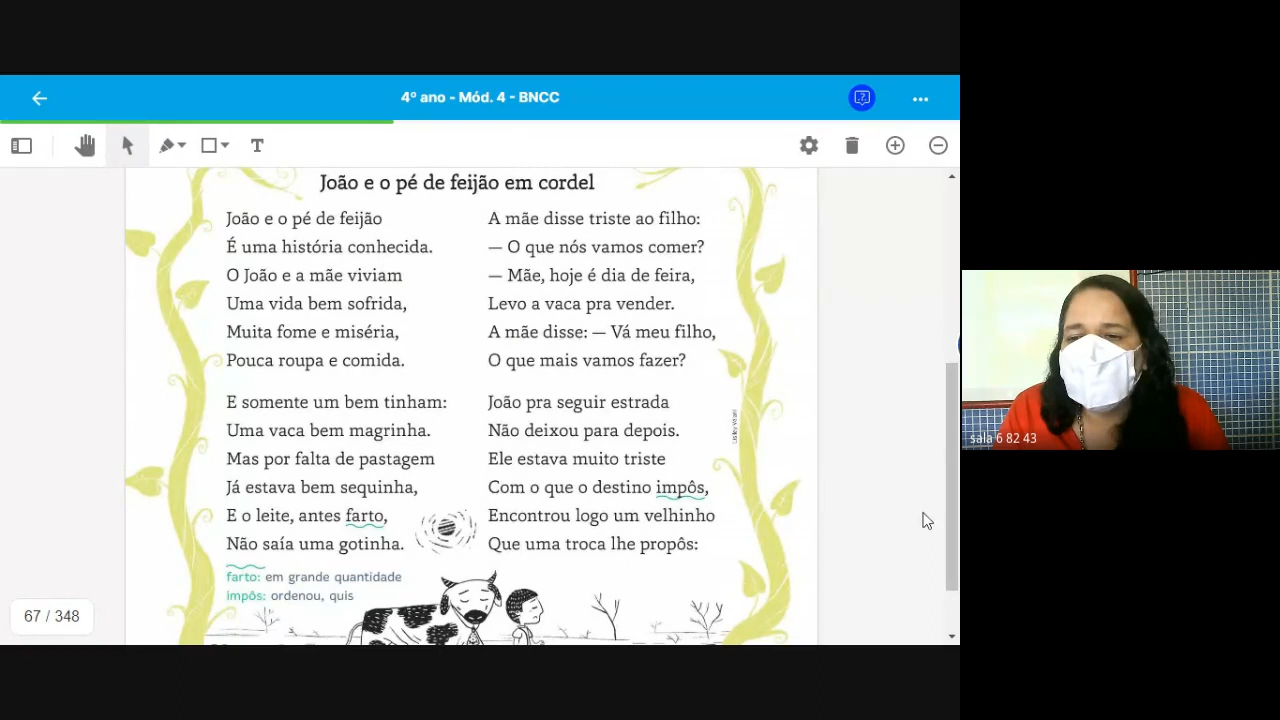 4º ano - Mód. 4 - BNCC
T
João e o pé de feijão em cordel
João e o pé de feijão
É uma história conhecida.
O João e a mãe viviam
Uma vida bem sofrida,
Muita fome e miséria,
Pouca roupa e comida.
E somente um bem tinham:
Uma vaca bem magrinha.
Mas por falta de pastagem
Já estava bem sequinha,
E o leite, antes farto,
Não saía uma gotinha.
farto: em grande quantidade
impôs: ordenou, quis
A mãe disse triste ao filho:
— O que nós vamos comer?
— Mãe, hoje é dia de feira,
Levo a vaca pra vender.
A mãe disse: — Vá meu filho,
O que mais vamos fazer?
João pra seguir estrada
Não deixou para depois.
Ele estava muito triste
Com o que o destino impôs,
Encontrou logo um velhinho
Que uma troca lhe propôs:
67 / 348
sala 6 82 43